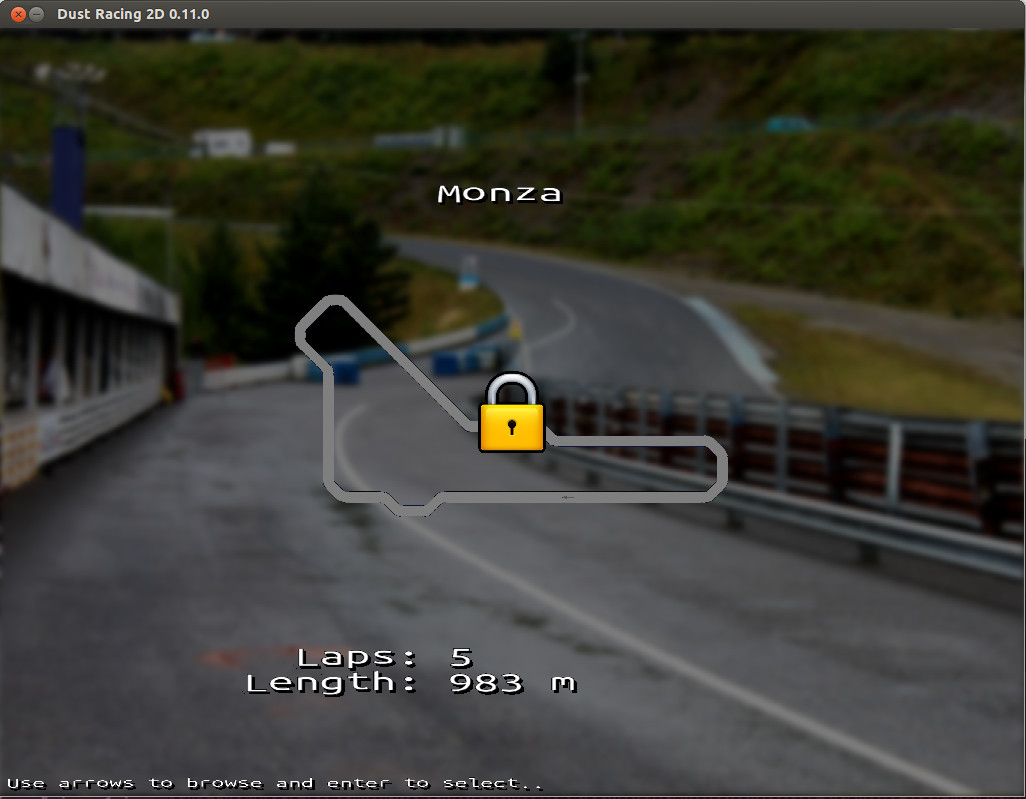 Dust Racing 2D 0.11.0
Monza
Laps: 5
Length: 983 m
Use arrows to browse and enter to select..